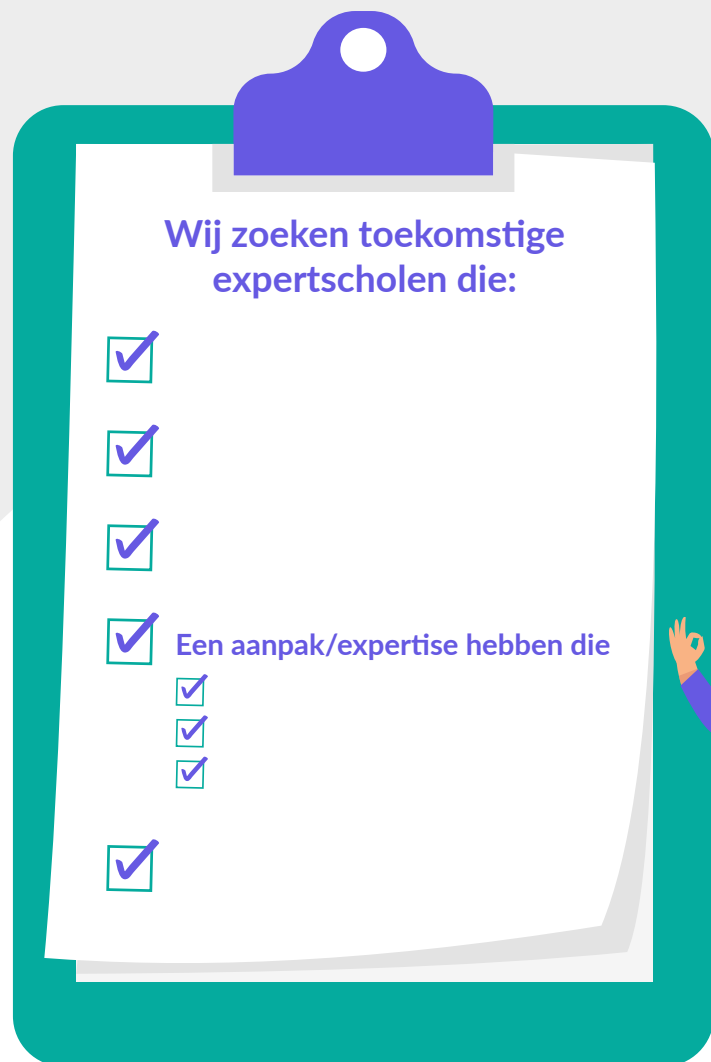 Wij zoeken toekomstige
expertscholen die:
Een aanpak/expertise hebben die